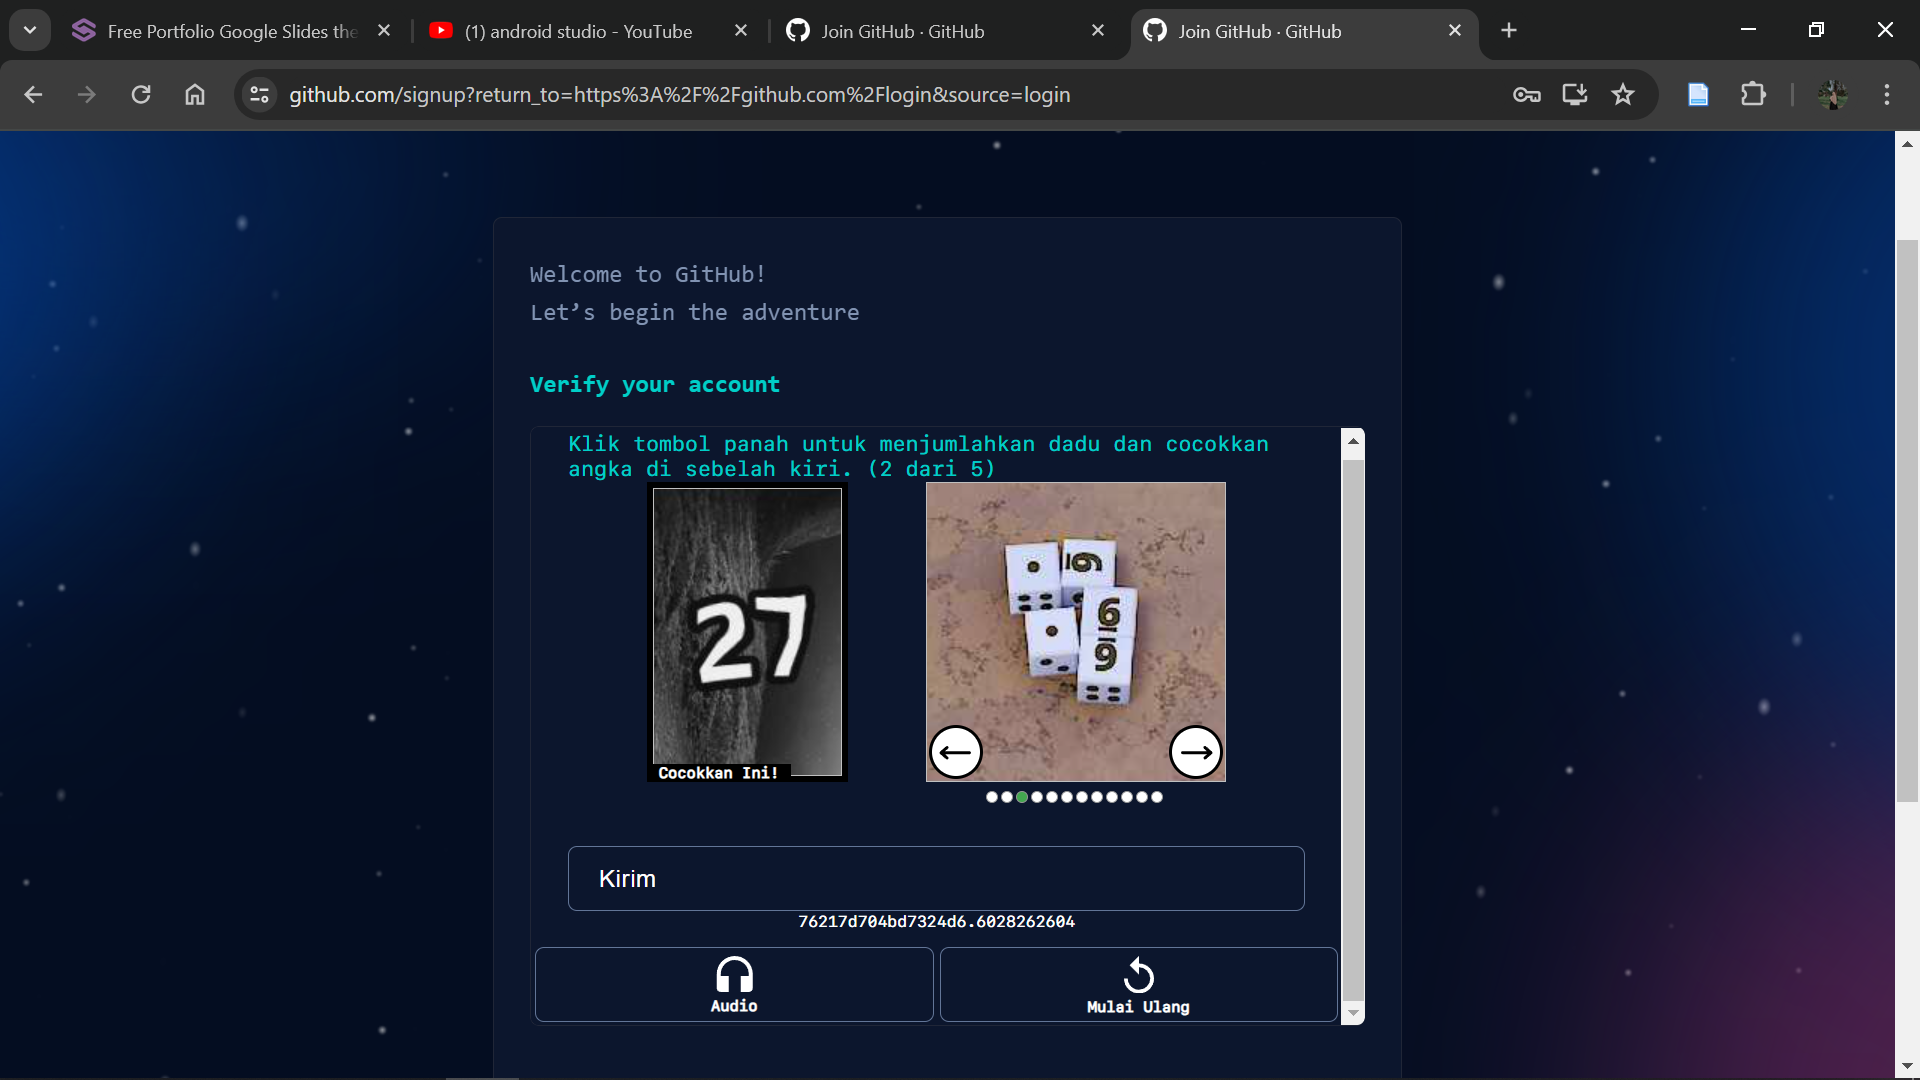 Free Portfolio Google Slides the
(1) android studio - YouTube
Join GitHub · GitHub
Join GitHub · GitHub
github.com/signup?return_to=https%3A%2F%2Fgithub.com%2Flogin&source=login
Welcome to GitHub!
Let’s begin the adventure
Verify your account
Klik tombol panah untuk menjumlahkan dadu dan cocokkan
angka di sebelah kiri. (2 dari 5)
27
Cocokkan Ini!
6
6
6
Kirim
76217d704bd7324d6.6028262604
Audio
Mulai Ulang